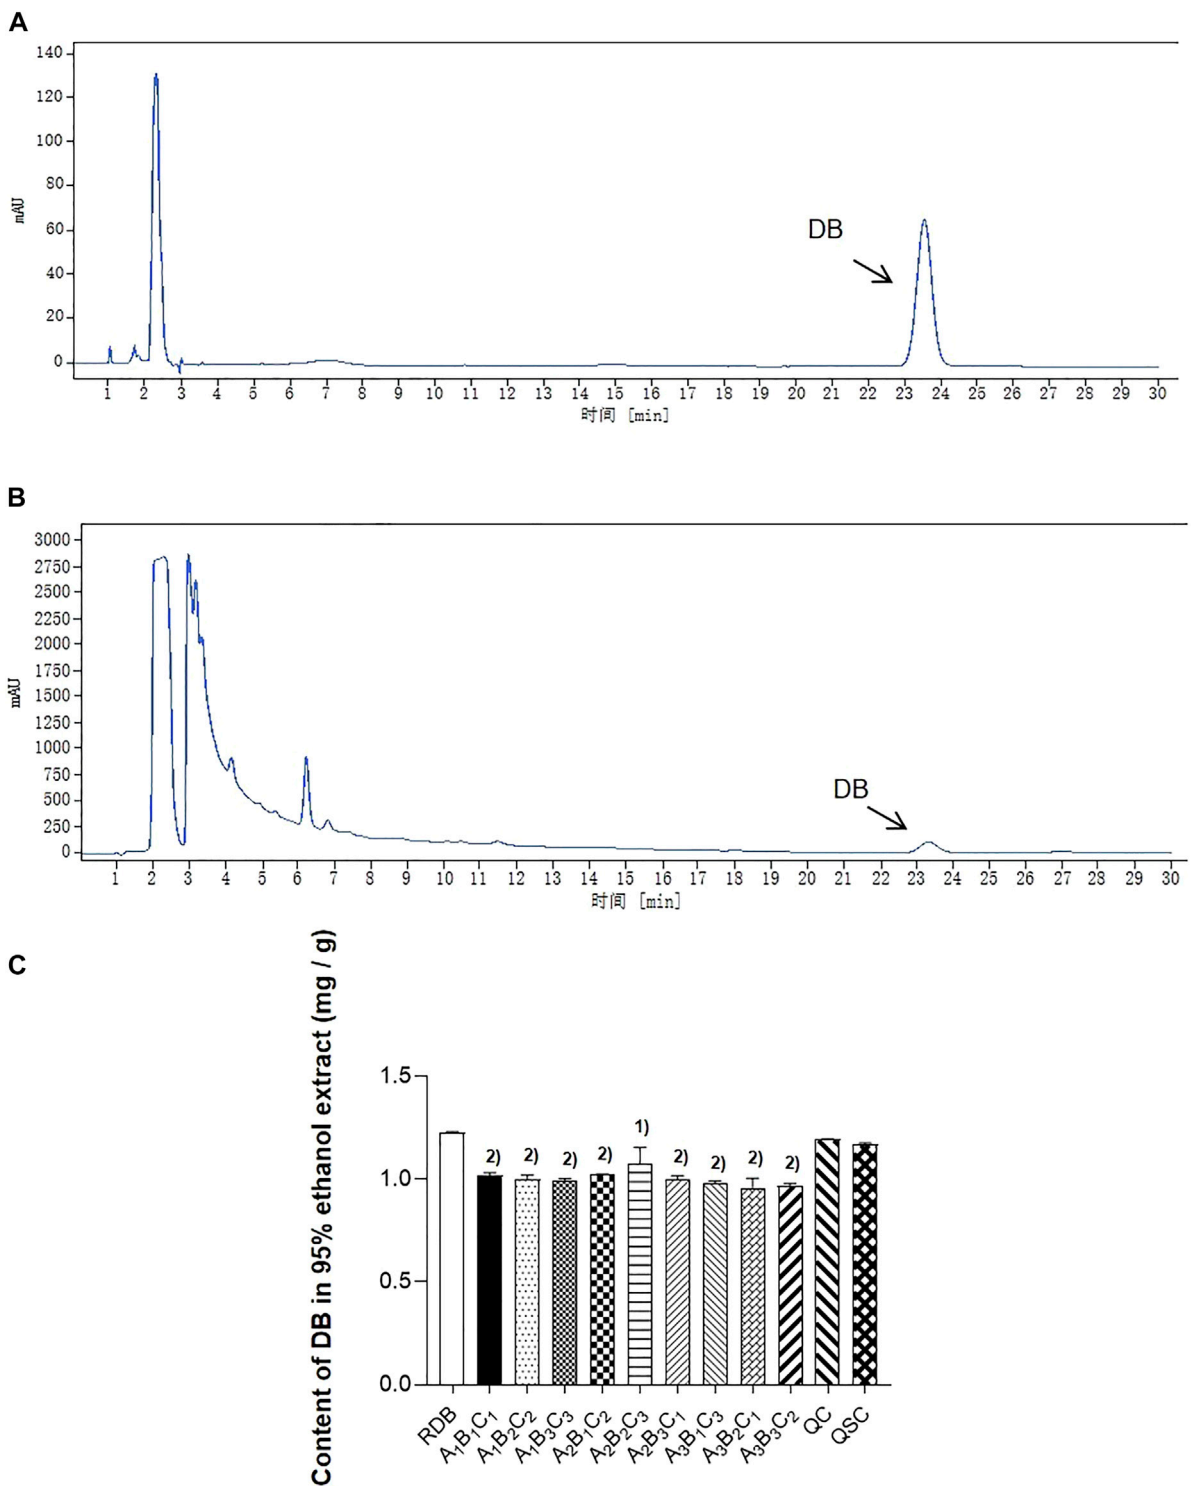 A
140
120
100
80
60
40
20
0
mAU
DB
1 2 3 4 5 6 7 8 9 10 11 12 13 14 15 16 17 18 19 20 21 22 23 24 25 26 27 28 29 30
时间 [min]
B
3000
2750
2500
2250
2000
1750
1500
1250
1000
750
500
250
0
mAU
DB
1 2 3 4 5 6 7 8 9 10 11 12 13 14 15 16 17 18 19 20 21 22 23 24 25 26 27 28 29 30
时间 [min]
C
Content of DB in 95% ethanol extract (mg / g)
1.5
1.0
0.5
0.0
2) 2) 2) 2) 1) 2) 2) 2) 2)
RDB
A₁B₁C₁
A₁B₂C₂
A₁B₃C₃
A₂B₁C₂
A₂B₂C₃
A₂B₃C₁
A₃B₁C₃
A₃B₂C₁
A₃B₃C₂
QC
QSC